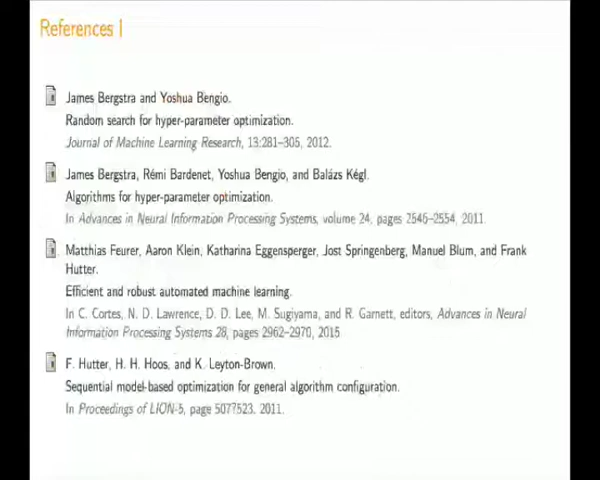 References I
James Bergstra and Yoshua Bengio.
Random search for hyper-parameter optimization.
Journal of Machine Learning Research, 13:281–305, 2012.
James Bergstra, Rémi Bardenet, Yoshua Bengio, and Balázs Kégl.
Algorithms for hyper-parameter optimization.
In Advances in Neural Information Processing Systems, volume 24, pages 2546–2554, 2011.
Matthias Feurer, Aaron Klein, Katharina Eggensperger, Jost Springenberg, Manuel Blum, and Frank
Hutter.
Efficient and robust automated machine learning.
In C. Cortes, N. D. Lawrence, D. D. Lee, M. Sugiyama, and R. Garnett, editors, Advances in Neural
Information Processing Systems 28, pages 2962–2970, 2015.
F. Hutter, H. H. Hoos, and K. Leyton-Brown.
Sequential model-based optimization for general algorithm configuration.
In Proceedings of LION-5, page 507?523, 2011.